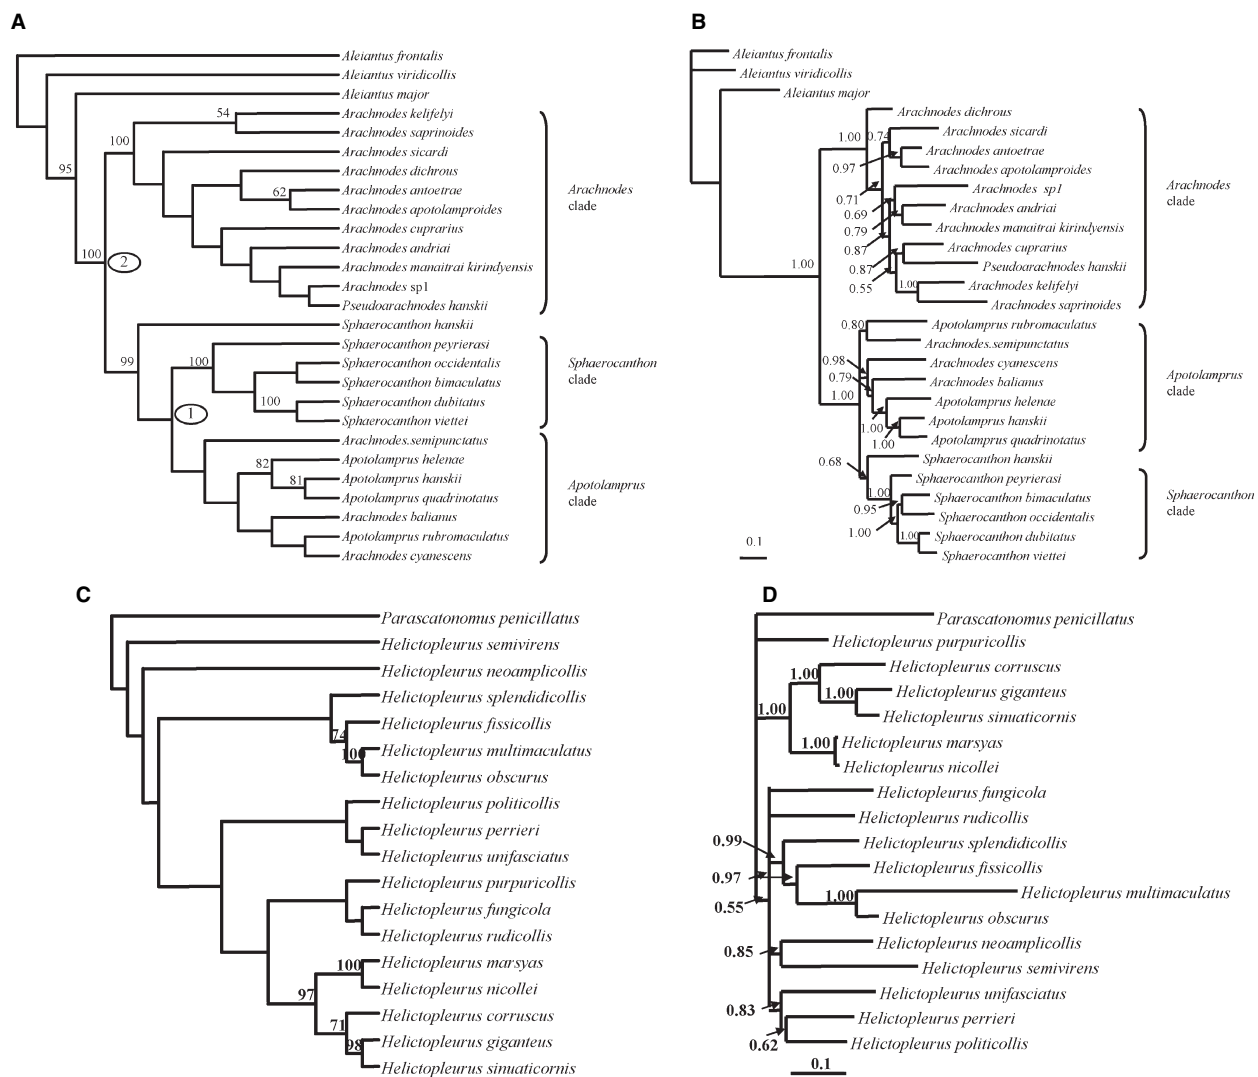 A
Aleiantus frontalis
Aleiantus viridicollis
Aleiantus major
54
Arachnodes kelifelyi
Arachnodes saprinoides
100
Arachnodes sicardi
95
Arachnodes dichrous
62
Arachnodes antoetrae
Arachnodes apotolamproides
Arachnodes cuprarius
Arachnodes andriai
100
2
Arachnodes manaitrai kirindyensis
Arachnodes sp1
Pseudoarachnodes hanskii
Arachnodes
clade
Sphaerocanthon hanskii
Sphaerocanthon peyrierasi
99
100
Sphaerocanthon occidentalis
Sphaerocanthon bimaculatus
100
Sphaerocanthon dubitatus
1
Sphaerocanthon viettei
Sphaerocanthon
clade
Arachnodes.semipunctatus
82
Apotolamprus helenae
81
Apotolamprus hanskii
Apotolamprus quadrinotatus
Arachnodes balianus
Apotolamprus rubromaculatus
Arachnodes cyanescens
Apotolamprus
clade
B
Aleiantus frontalis
Aleiantus viridicollis
Aleiantus major
Arachnodes dichrous
1.00
0.74
Arachnodes sicardi
Arachnodes antoetrae
0.97
Arachnodes apotolamproides
Arachnodes sp1
0.71
Arachnodes andriai
0.69
Arachnodes manaitrai kirindyensis
0.79
Arachnodes cuprarius
0.87
Pseudoarachnodes hanskii
0.87
Arachnodes kelifelyi
0.55
1.00
Arachnodes saprinoides
Arachnodes
clade
1.00
0.80
Apotolamprus rubromaculatus
Arachnodes.semipunctatus
0.98
Arachnodes cyanescens
0.79
Arachnodes balianus
1.00
Apotolamprus helenae
Apotolamprus hanskii
1.00
1.00
Apotolamprus quadrinotatus
Apotolamprus
clade
0.68
Sphaerocanthon hanskii
Sphaerocanthon peyrierasi
1.00
Sphaerocanthon bimaculatus
0.95
Sphaerocanthon occidentalis
1.00
1.00
Sphaerocanthon dubitatus
Sphaerocanthon viettei
Sphaerocanthon
clade
0.1
C
Parascatonomus penicillatus
Helictopleurus semivirens
Helictopleurus neoamplicollis
Helictopleurus splendidicollis
Helictopleurus fissicollis
74
Helictopleurus multimaculatus
100
Helictopleurus obscurus
Helictopleurus politicollis
Helictopleurus perrieri
Helictopleurus unifasciatus
Helictopleurus purpuricollis
Helictopleurus fungicola
Helictopleurus rudicollis
100
Helictopleurus marsyas
Helictopleurus nicollei
97
Helictopleurus corruscus
71
Helictopleurus giganteus
98
Helictopleurus sinuaticornis
D
Parascatonomus penicillatus
Helictopleurus purpuricollis
1.00
Helictopleurus corruscus
1.00
Helictopleurus giganteus
1.00
Helictopleurus sinuaticornis
1.00
Helictopleurus marsyas
Helictopleurus nicollei
Helictopleurus fungicola
Helictopleurus rudicollis
0.99
Helictopleurus splendidicollis
0.97
Helictopleurus fissicollis
0.55
1.00
Helictopleurus multimaculatus
Helictopleurus obscurus
0.85
Helictopleurus neoamplicollis
Helictopleurus semivirens
0.83
Helictopleurus unifasciatus
Helictopleurus perrieri
0.62
Helictopleurus politicollis
0.1